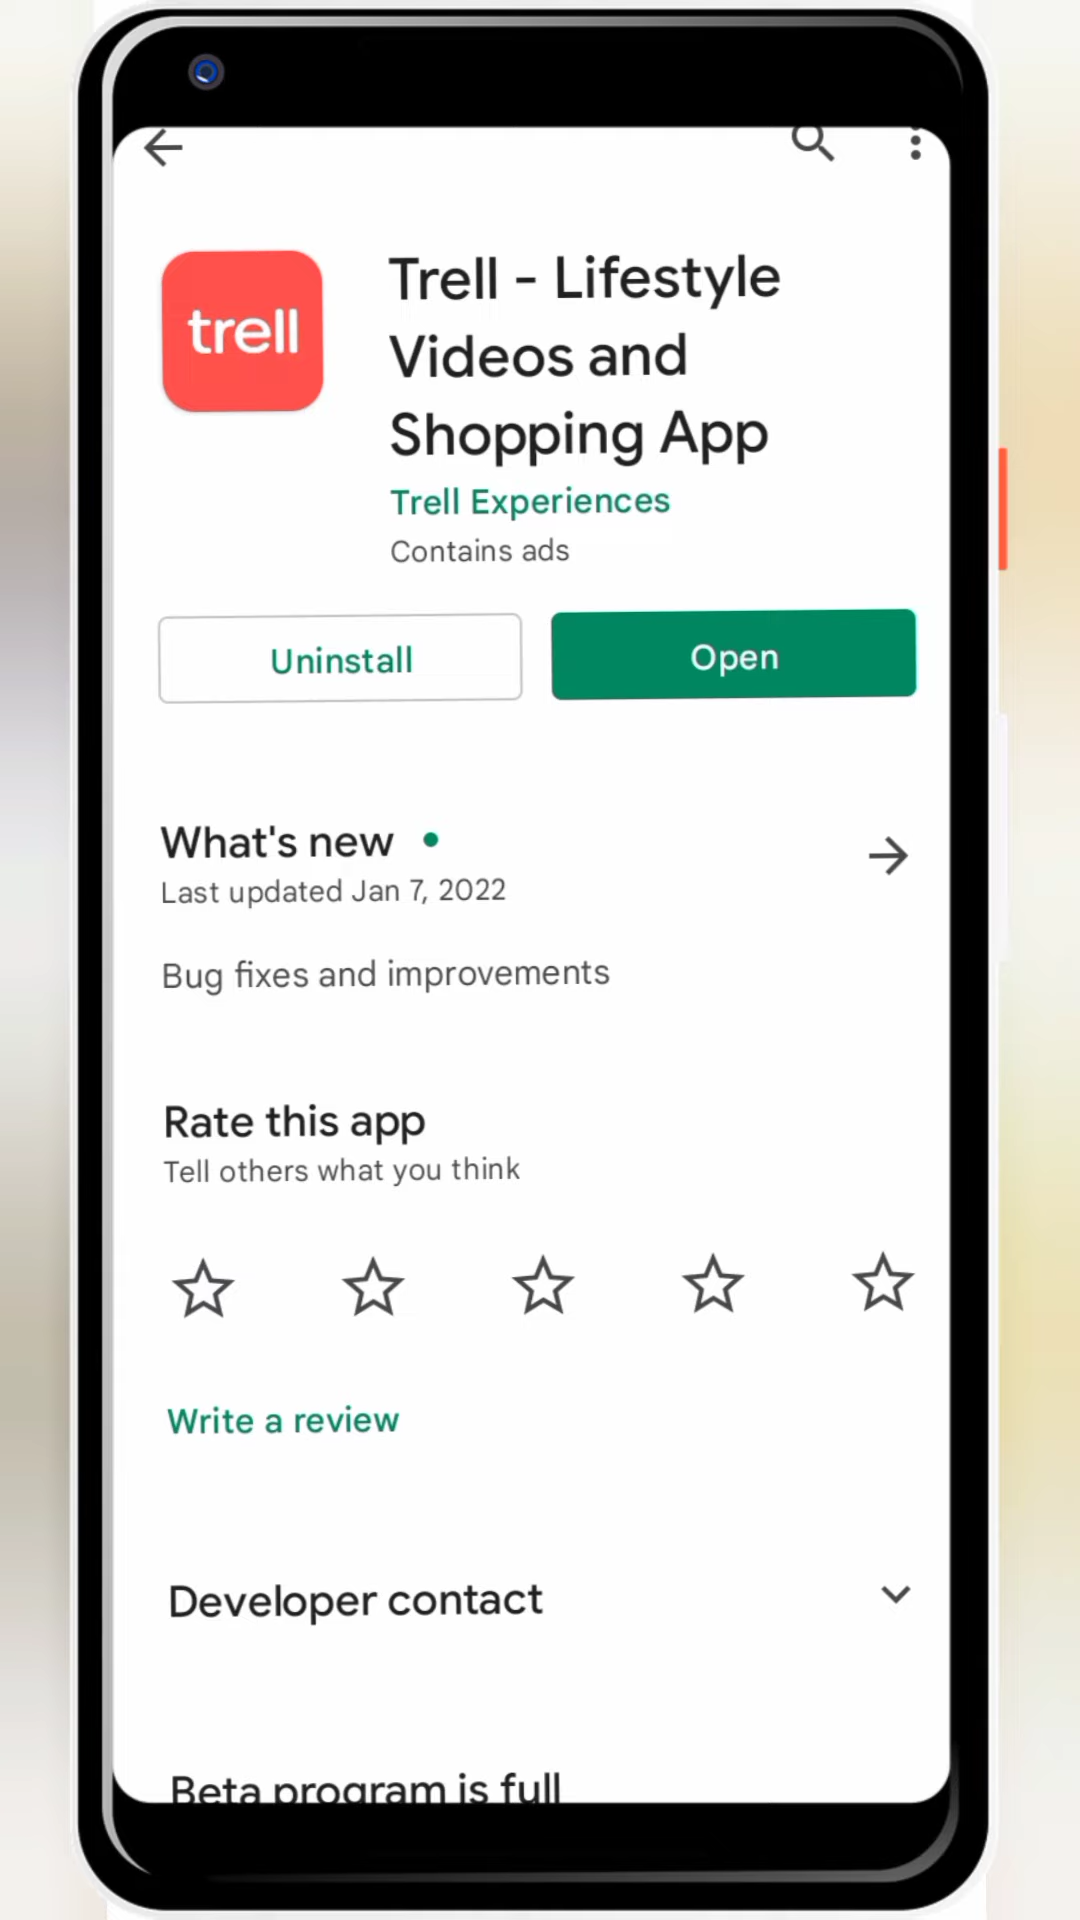 trell
Trell - Lifestyle
Videos and
Shopping App
Trell Experiences
Contains ads
Uninstall
Open
What's new
Last updated Jan 7, 2022
Bug fixes and improvements
Rate this app
Tell others what you think
Write a review
Developer contact
Beta program is full